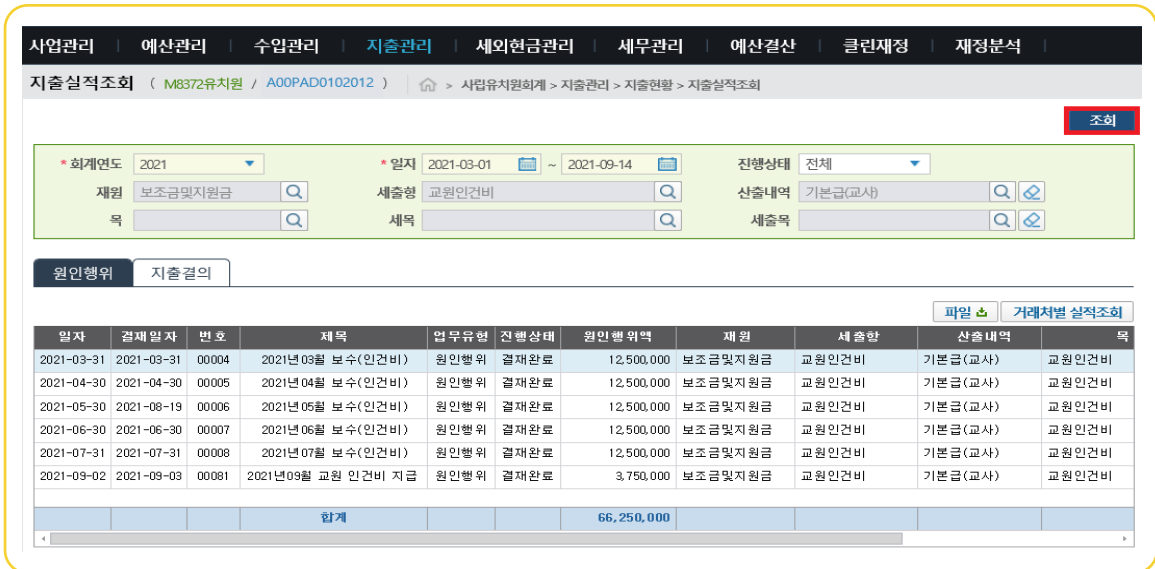 사업관리 예산관리 수입관리 지출관리 세외현금관리 세무관리 예산결산 클린재정 재정분석
지출실적조회 ( M8372유치원 / A00PAD0102012 ) > 사립유치원회계 > 지출관리 > 지출현황 > 지출실적조회
조회
* 회계연도 2021 * 일자 2021-03-01 ~ 2021-09-14 진행상태 전체
재원 보조금및지원금 세출항 교원인건비 산출내역 기본급(교사)
목 세목 세출목
원인행위 지출결의
파일 거래처별 실적조회
일자 결재일자 번호 제목 업무유형 진행상태 원인행위액 재원 세출항 산출내역 목
2021-03-31 2021-03-31 00004 2021년 03월 보수(인건비) 원인행위 결재완료 12,500,000 보조금및지원금 교원인건비 기본급(교사) 교원인건비
2021-04-30 2021-04-30 00005 2021년 04월 보수(인건비) 원인행위 결재완료 12,500,000 보조금및지원금 교원인건비 기본급(교사) 교원인건비
2021-05-30 2021-08-19 00006 2021년 05월 보수(인건비) 원인행위 결재완료 12,500,000 보조금및지원금 교원인건비 기본급(교사) 교원인건비
2021-06-30 2021-06-30 00007 2021년 06월 보수(인건비) 원인행위 결재완료 12,500,000 보조금및지원금 교원인건비 기본급(교사) 교원인건비
2021-07-31 2021-07-31 00008 2021년 07월 보수(인건비) 원인행위 결재완료 12,500,000 보조금및지원금 교원인건비 기본급(교사) 교원인건비
2021-09-02 2021-09-03 00081 2021년09월 교원 인건비 지급 원인행위 결재완료 3,750,000 보조금및지원금 교원인건비 기본급(교사) 교원인건비
합계 66,250,000